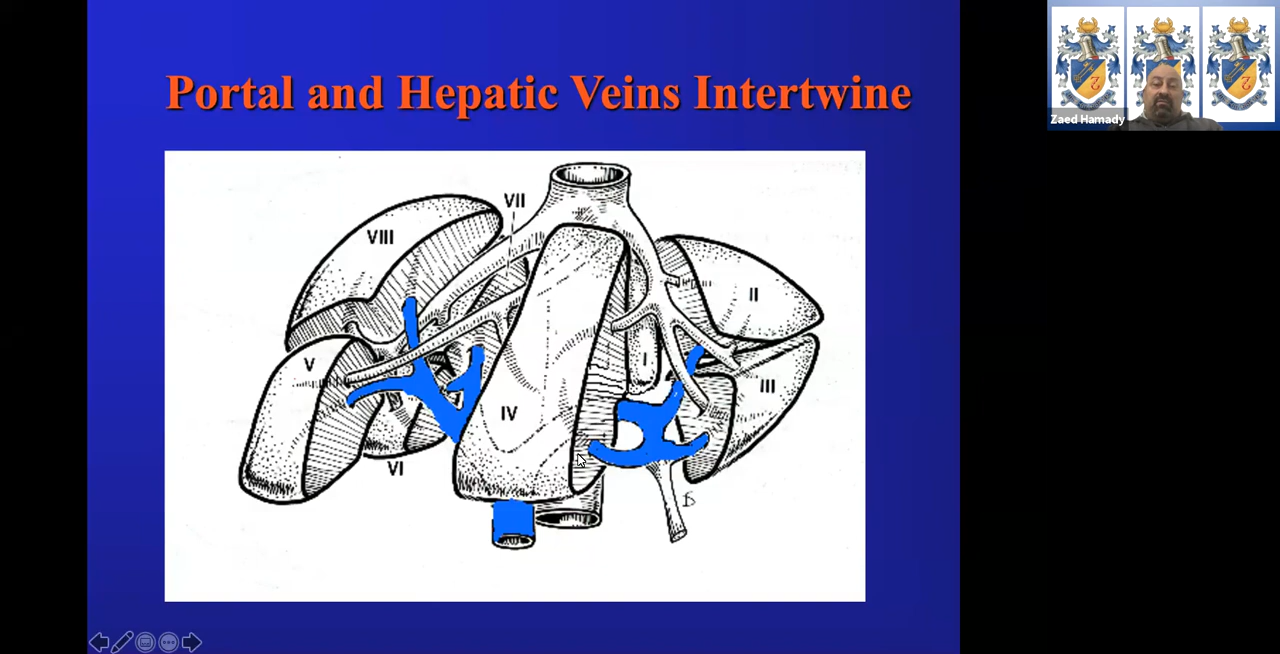 Portal and Hepatic Veins Intertwine
Zaed Hamady
VII
VIII
II
V
I
III
IV
VI